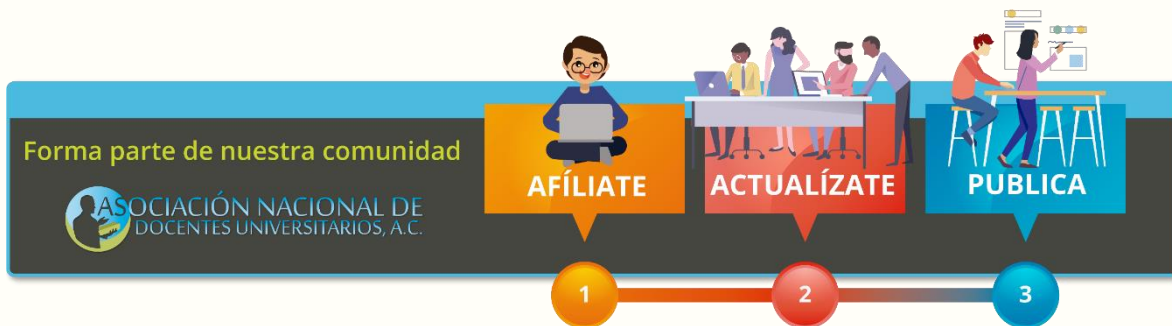 Forma parte de nuestra comunidad
ASOCIACIÓN NACIONAL DE
DOCENTES UNIVERSITARIOS, A.C.
AFÍLIATE
ACTUALÍZATE
PUBLICA
1
2
3